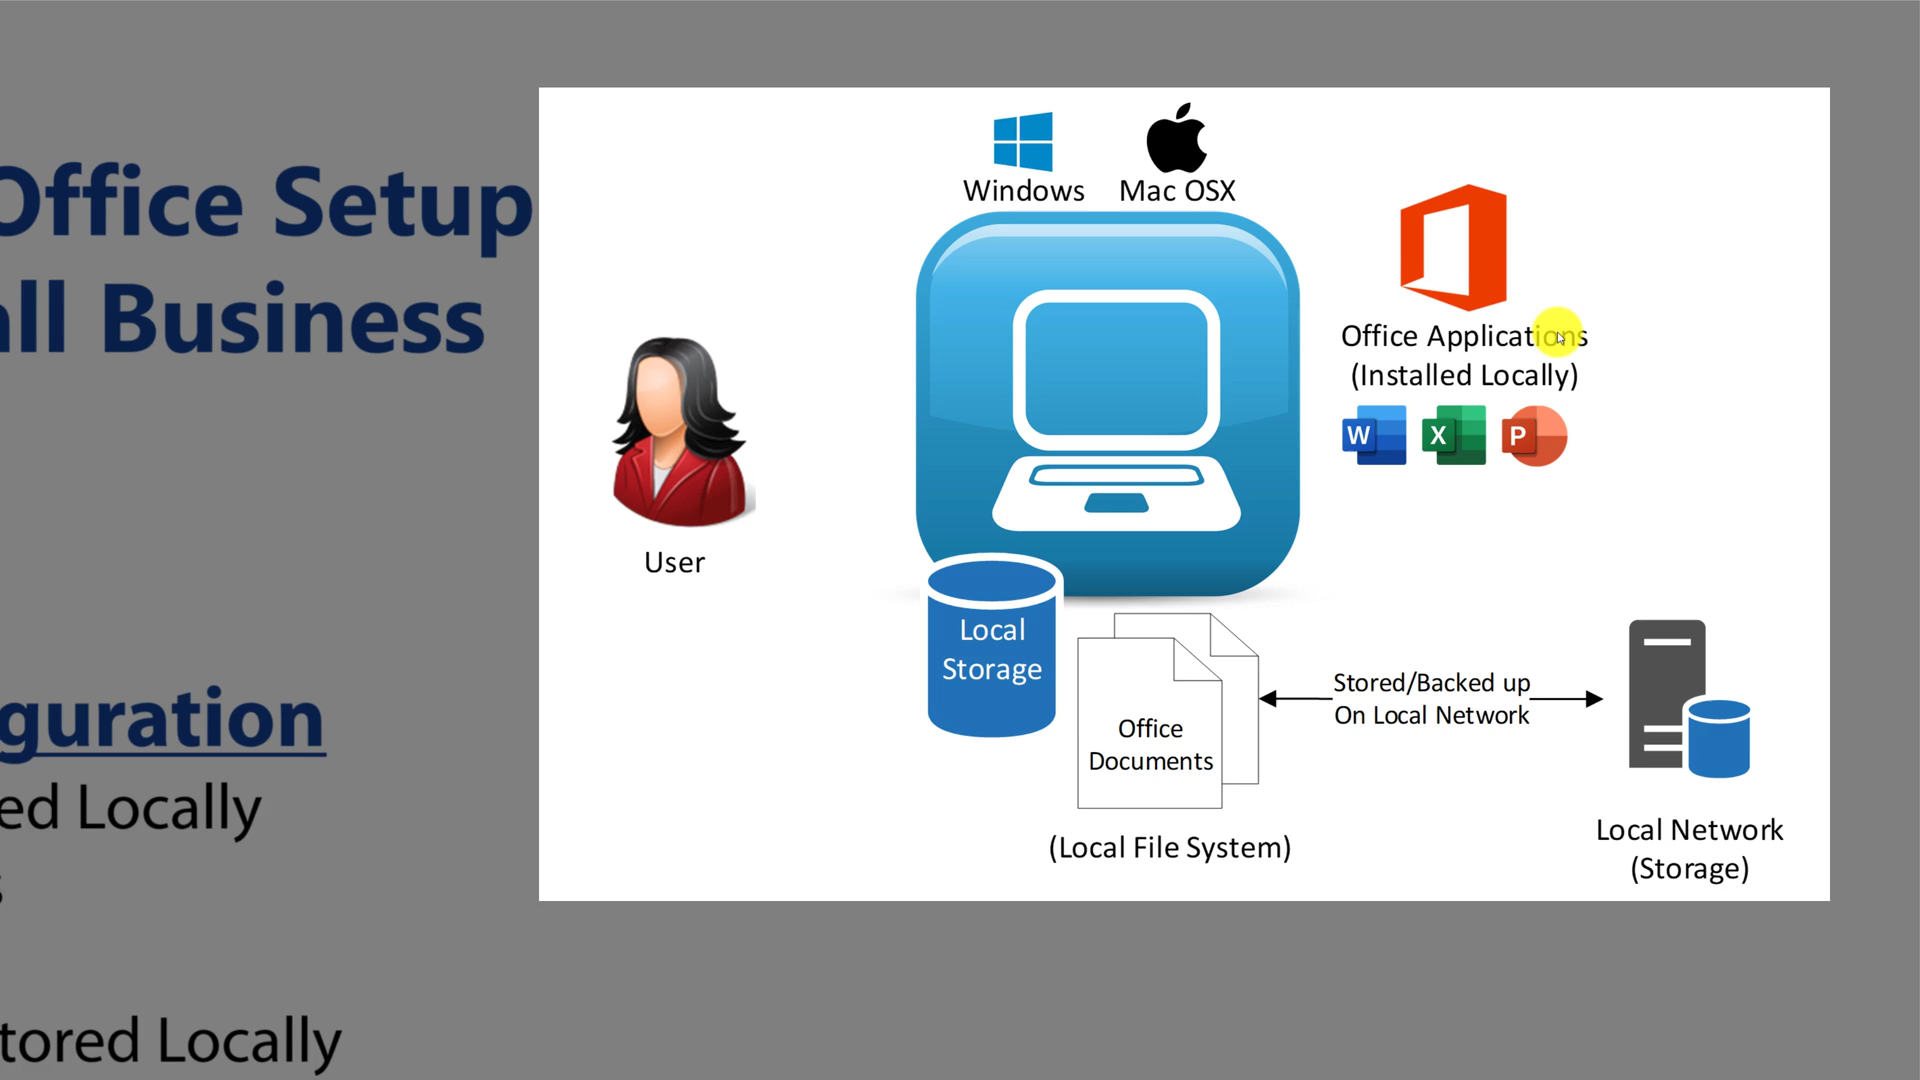 Office Setup
all Business
guration
ed Locally
s
tored Locally
Windows
Mac OSX
Office Applications
(Installed Locally)
W
X
P
User
Local
Storage
Office
Documents
(Local File System)
Stored/Backed up
On Local Network
Local Network
(Storage)